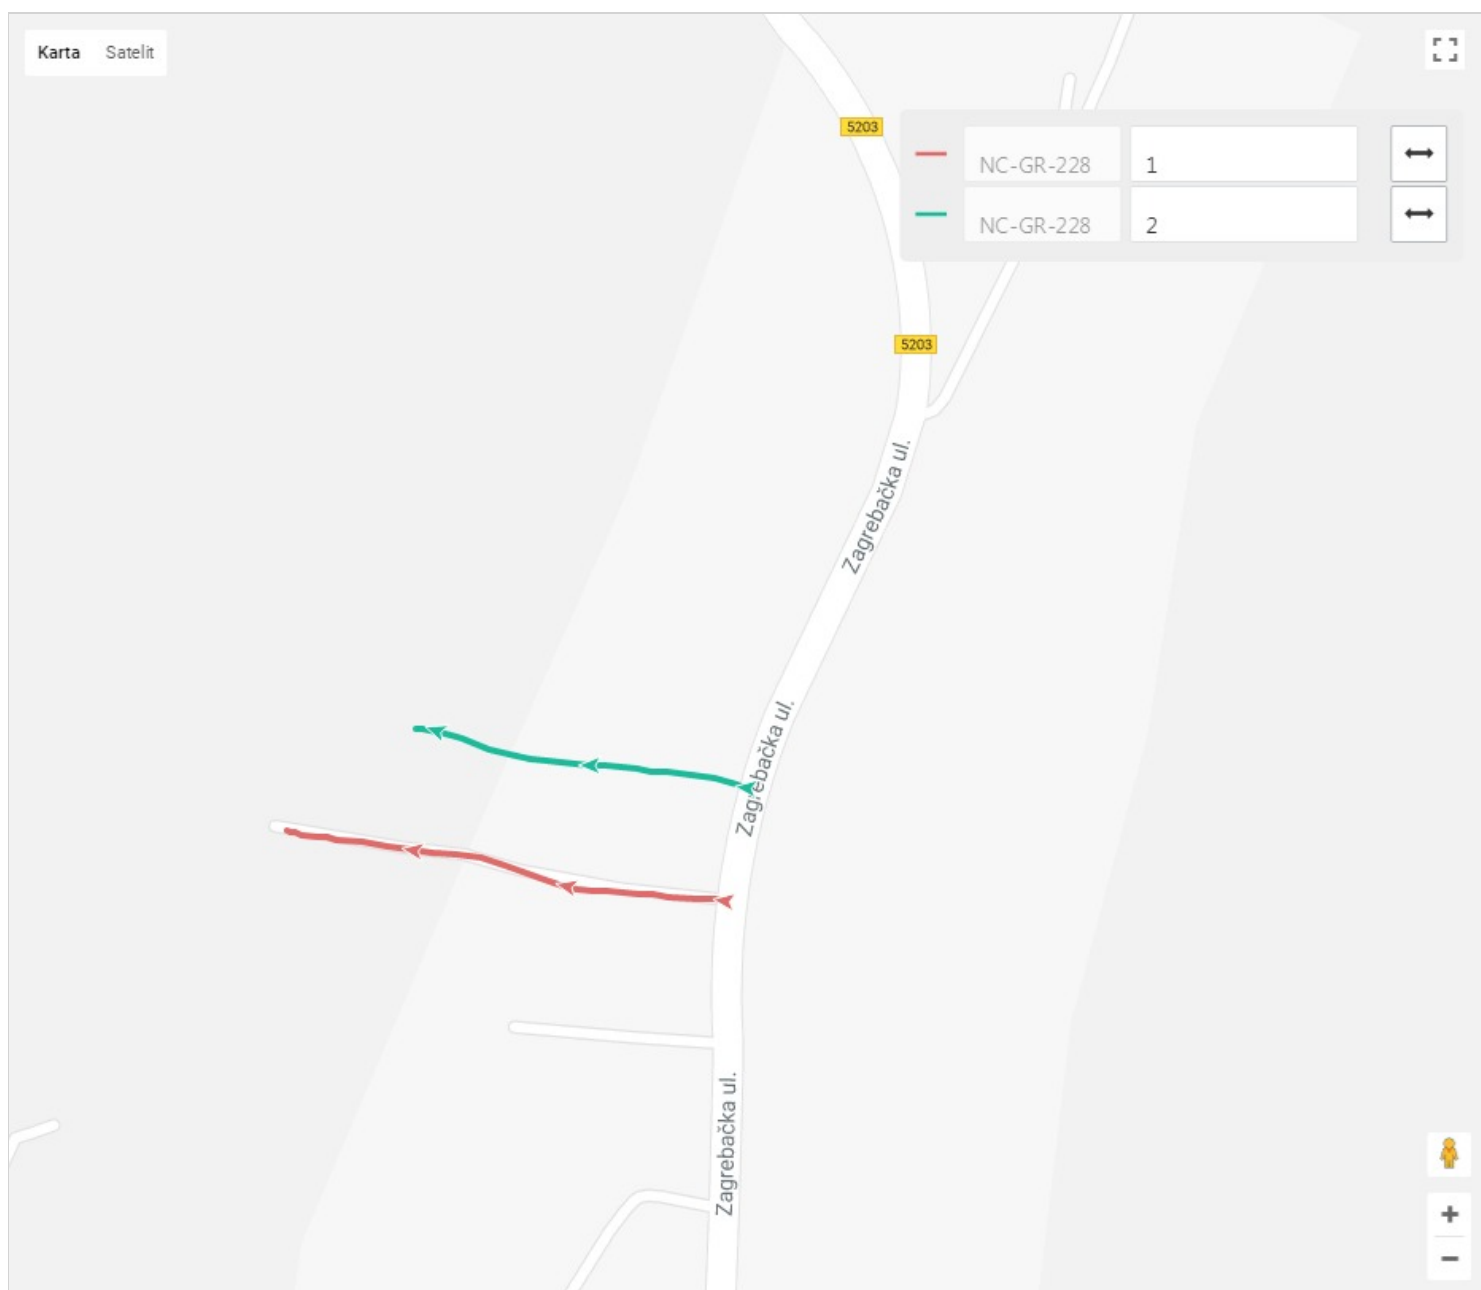 Karta Satelit
5203
NC-GR-228 1
NC-GR-228 2
5203
Zagrebačka ul.
Zagrebačka ul.
Zagrebačka ul.